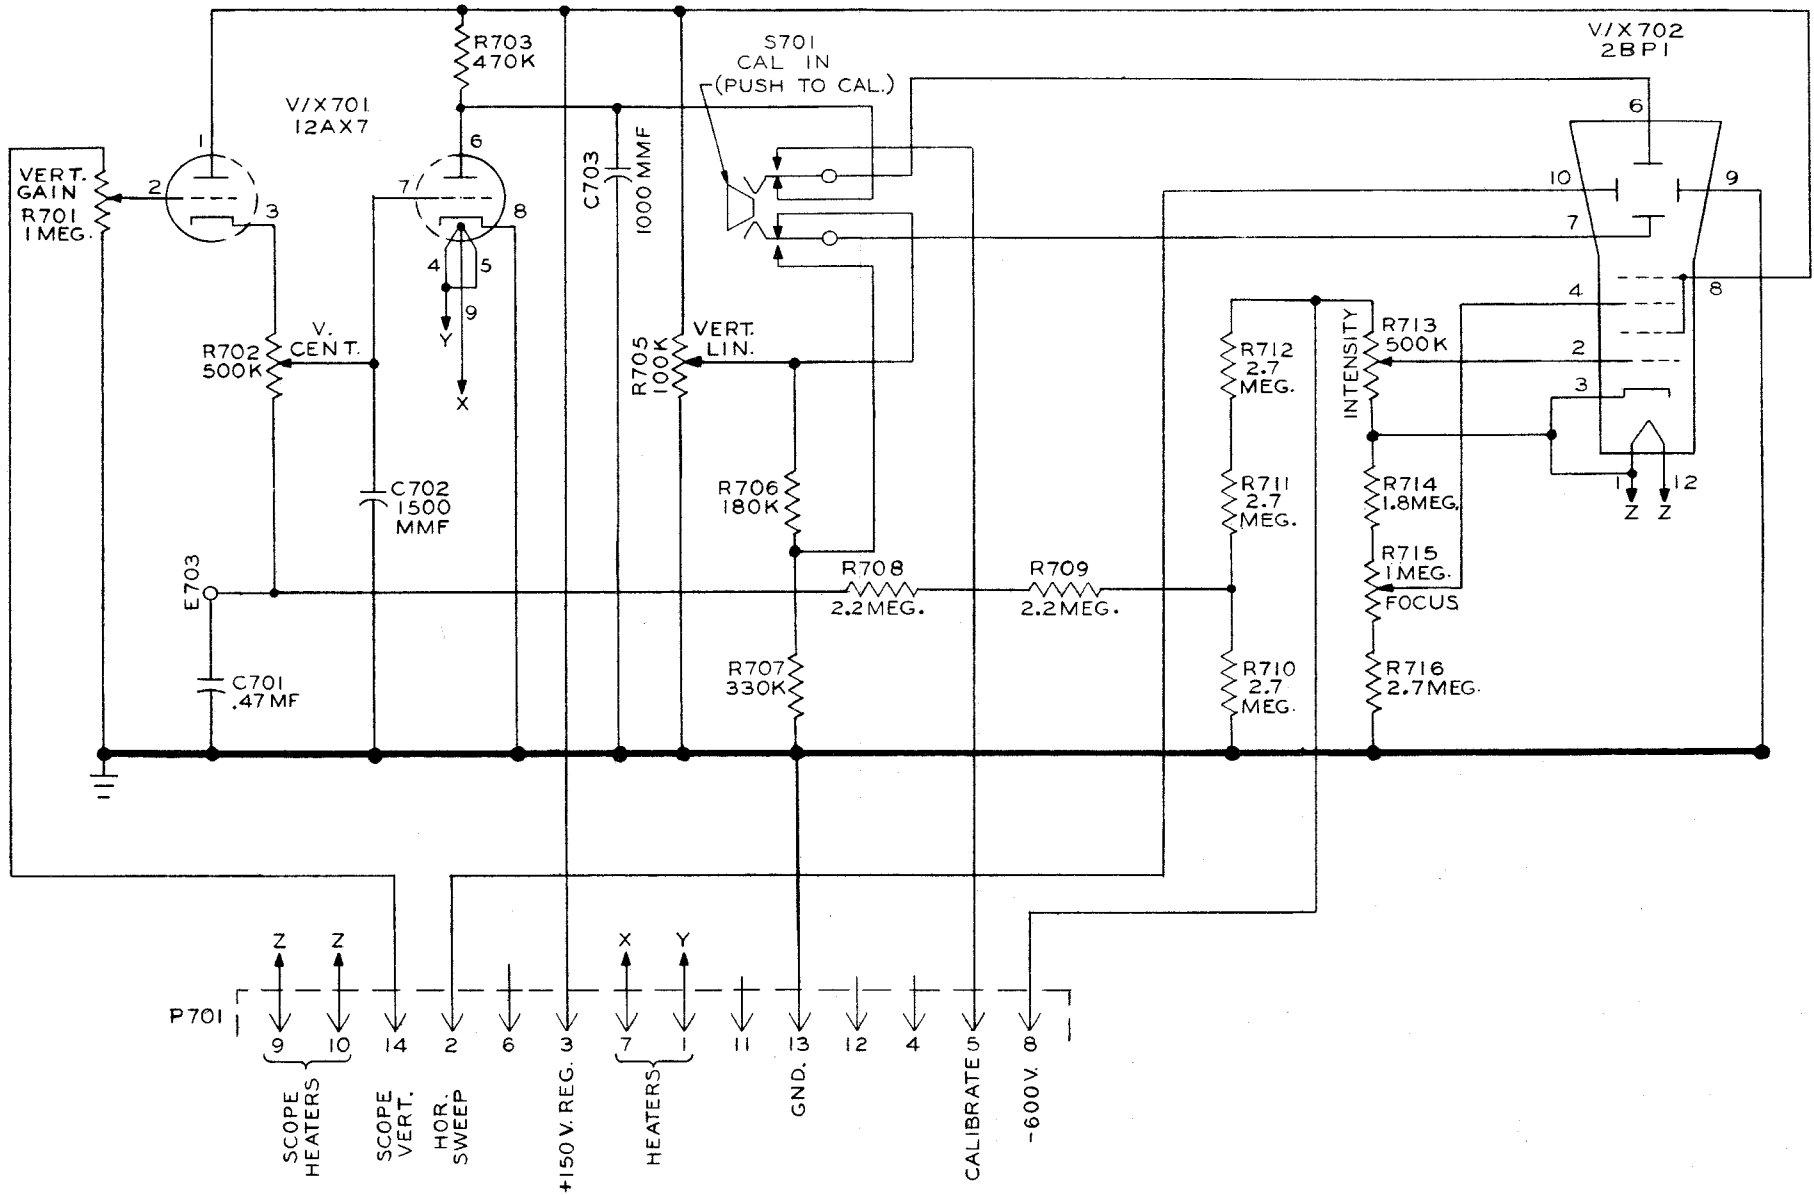 V/X702
2BP1
R703
470K
S701
CAL IN
(PUSH TO CAL.)
V/X701
12AX7
1
6
6
VERT.
GAIN
R701
1 MEG.
2
3
7
8
4
5
9
Y
X
C703
1000 MMF
10
9
7
4
8
2
3
1
12
Z
Z
R702
500K
V.
CENT.
R705
100K
VERT.
LIN.
R712
2.7
MEG.
INTENSITY
R713
500K
R706
180K
R711
2.7
MEG.
R714
1.8MEG.
C702
1500
MMF
E703
R708
2.2MEG.
R709
2.2MEG.
R715
1MEG.
FOCUS
C701
.47MF
R707
330K
R710
2.7
MEG.
R716
2.7MEG.
Z
Z
X
Y
P701
9
10
14
2
6
3
7
1
11
13
12
4
5
8
SCOPE
HEATERS
SCOPE
VERT.
HOR.
SWEEP
+150V. REG.
HEATERS
GND.
CALIBRATE
-600V.